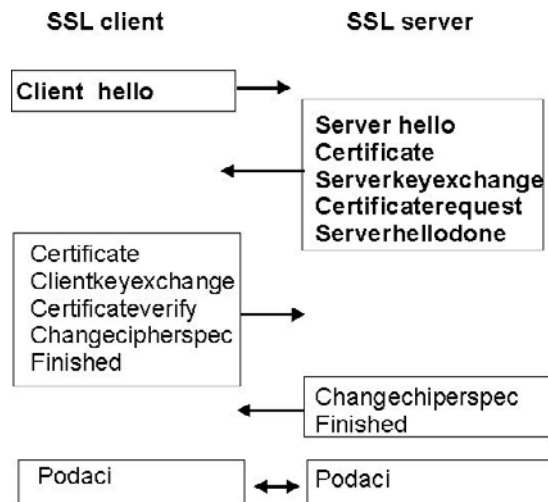 SSL client
SSL server
Client hello
Server hello
Certificate
Serverkeyexchange
Certificaterequest
Serverhellodone
Certificate
Clientkeyexchange
Certificateverify
Changecipherspec
Finished
Changechiperspec
Finished
Podaci
Podaci